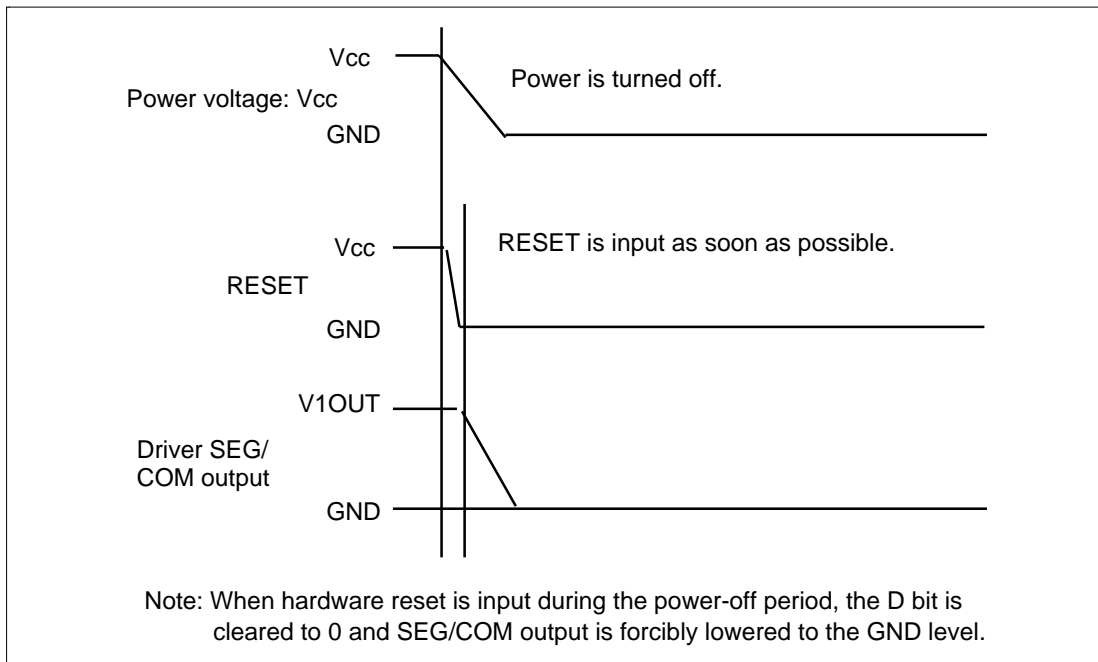 Vcc
Power is turned off.
Power voltage: Vcc
GND
Vcc
RESET is input as soon as possible.
RESET
GND
V1OUT
Driver SEG/
COM output
GND
Note: When hardware reset is input during the power-off period, the D bit is
cleared to 0 and SEG/COM output is forcibly lowered to the GND level.